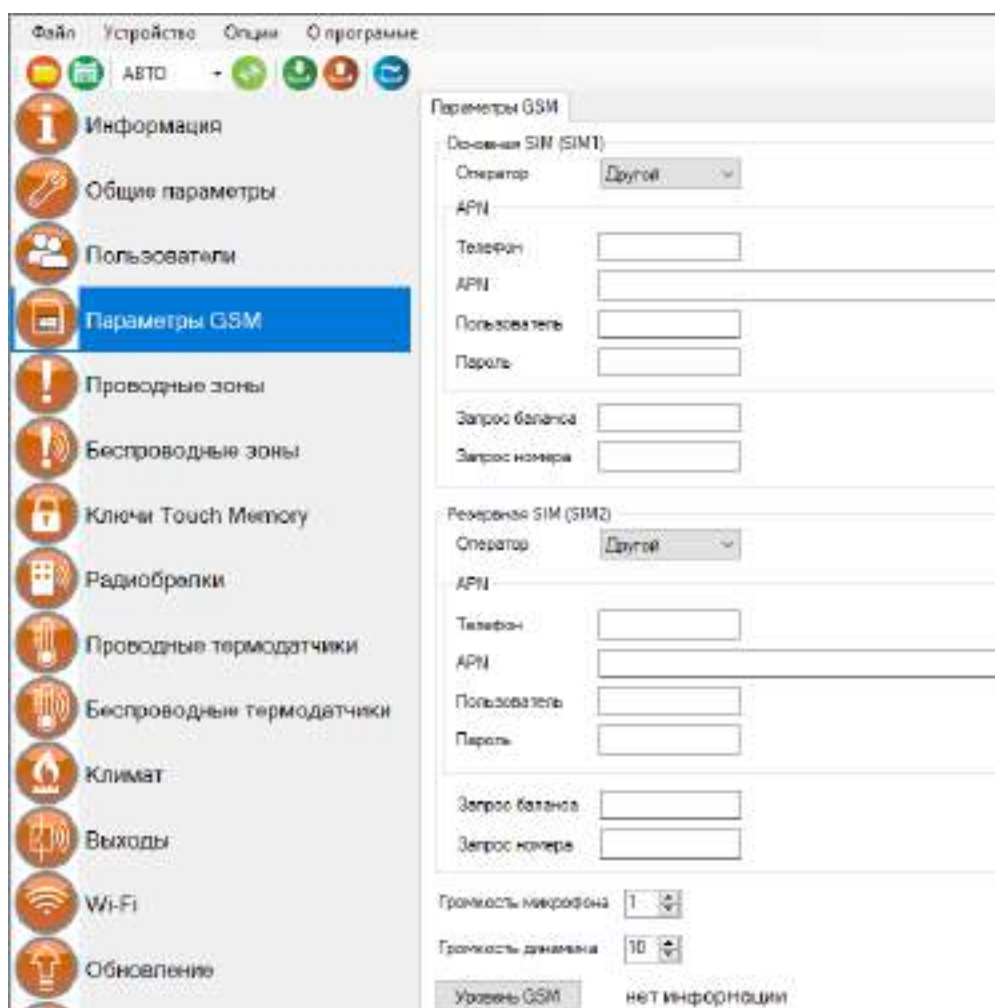 Файл Устройство Опции О программе
АВТО
Информация
Общие параметры
Пользователи
Параметры GSM
Проводные зоны
Беспроводные зоны
Ключи Touch Memory
Радиобрелки
Проводные термодатчики
Беспроводные термодатчики
Климат
Выходы
Wi-Fi
Обновление
Параметры GSM
Основная SIM (SIM1)
Оператор Другой
APN
Телефон
APN
Пользователь
Пароль
Запрос баланса
Запрос номера
Резервная SIM (SIM2)
Оператор Другой
APN
Телефон
APN
Пользователь
Пароль
Запрос баланса
Запрос номера
Громкость микрофона 1
Громкость динамика 10
Уровень GSM нет информации